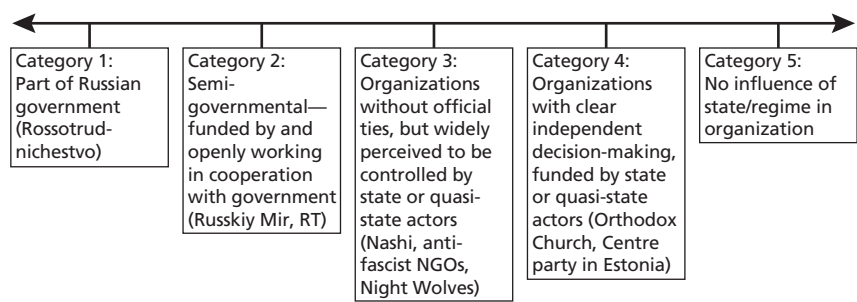 Category 1:
Part of Russian
government
(Rossotrud-
nichestvo)
Category 2:
Semi-
governmental—
funded by and
openly working
in cooperation
with government
(Russkiy Mir, RT)
Category 3:
Organizations
without official
ties, but widely
perceived to be
controlled by
state or quasi-
state actors
(Nashi, anti-
fascist NGOs,
Night Wolves)
Category 4:
Organizations
with clear
independent
decision-making,
funded by state
or quasi-state
actors (Orthodox
Church, Centre
party in Estonia)
Category 5:
No influence of
state/regime in
organization